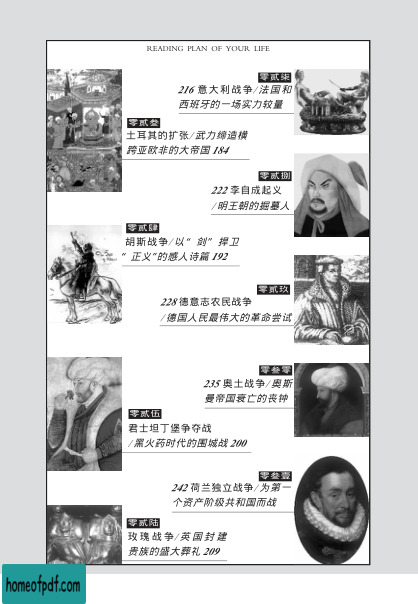 READING PLAN OF YOUR LIFE
零贰叁
土耳其的扩张/武力缔造横
跨亚欧非的大帝国 184
零贰肆
胡斯战争/以“剑”捍卫
“正义”的感人诗篇 192
零贰伍
君士坦丁堡争夺战
/黑火药时代的围城战 200
零贰陆
玫瑰战争/英国封建
贵族的盛大葬礼 209
零贰柒
216 意大利战争/法国和
西班牙的一场实力较量
零贰捌
222 李自成起义
/明王朝的掘墓人
零贰玖
228 德意志农民战争
/德国人民最伟大的革命尝试
零叁零
235 奥土战争/奥斯
曼帝国衰亡的丧钟
零叁壹
242 荷兰独立战争/为第一
个资产阶级共和国而战
homeofpdf.com